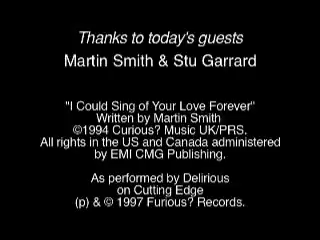 Thanks to today's guests
Martin Smith & Stu Garrard
"I Could Sing of Your Love Forever"
Written by Martin Smith
©1994 Curious? Music UK/PRS.
All rights in the US and Canada administered
by EMI CMG Publishing.
As performed by Delirious
on Cutting Edge
(p) & © 1997 Furious? Records.